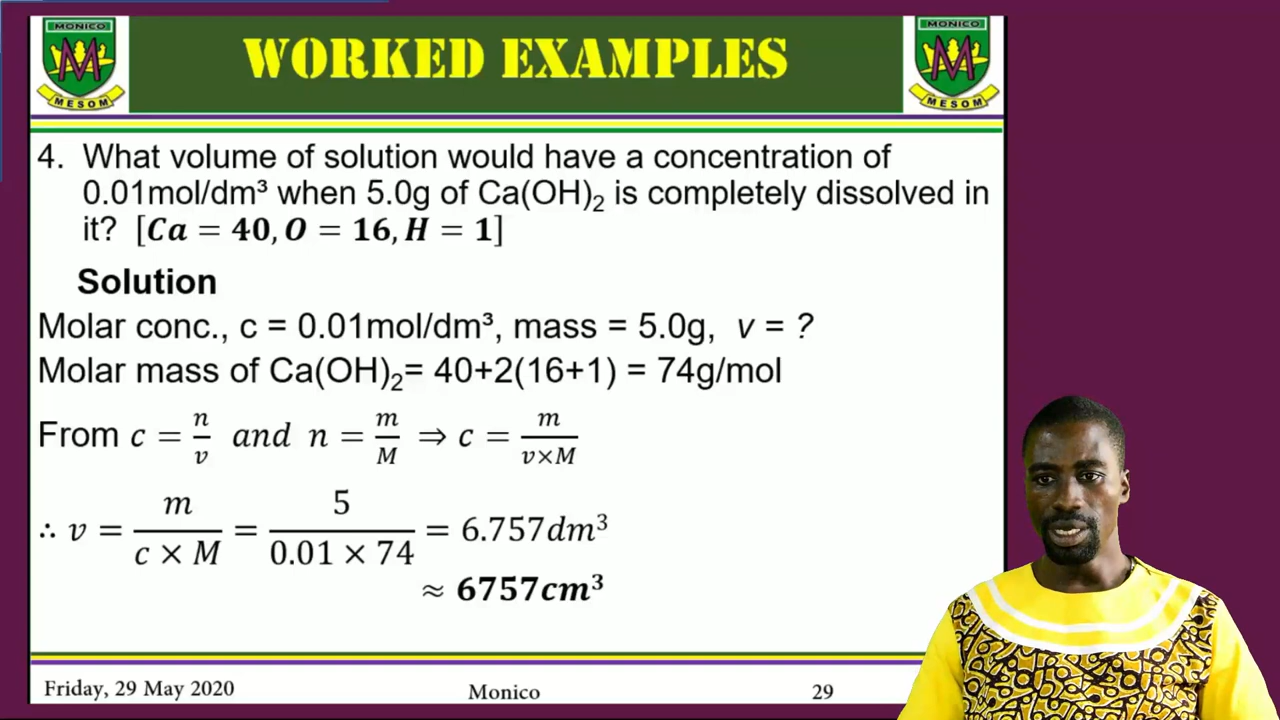 MONICO
M
MESOM
WORKED EXAMPLES
MONICO
M
MESOM
4. What volume of solution would have a concentration of
0.01mol/dm³ when 5.0g of Ca(OH)₂ is completely dissolved in
it? [Ca = 40, O = 16, H = 1]
Solution
Molar conc., c = 0.01mol/dm³, mass = 5.0g, v = ?
Molar mass of Ca(OH)₂= 40+2(16+1) = 74g/mol
From c = n/v and n = m/M ⇒ c = m/(v×M)
∴ v = m/(c × M) = 5/(0.01 × 74) = 6.757dm³
≈ 6757cm³
Friday, 29 May 2020
Monico
29